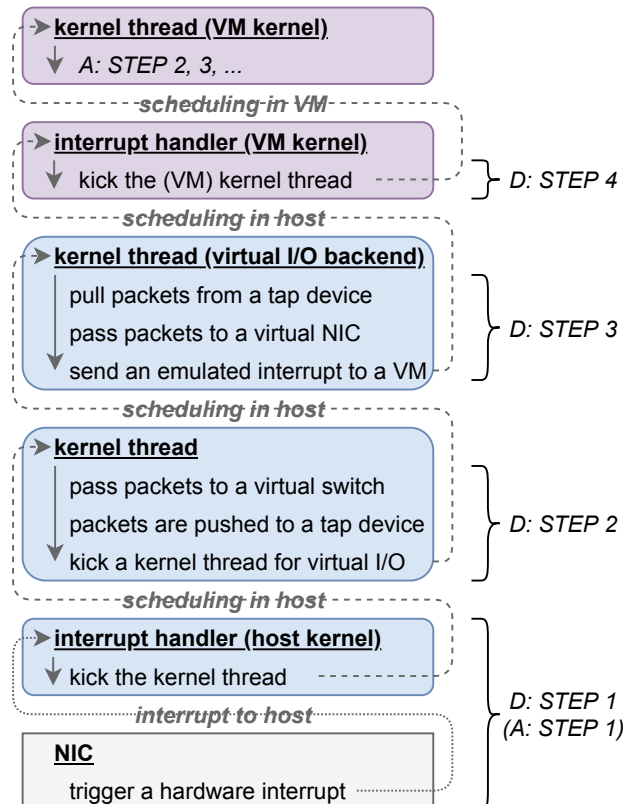 kernel thread (VM kernel)
A: STEP 2, 3, ...
scheduling in VM
interrupt handler (VM kernel)
kick the (VM) kernel thread
D: STEP 4
scheduling in host
kernel thread (virtual I/O backend)
pull packets from a tap device
pass packets to a virtual NIC
send an emulated interrupt to a VM
D: STEP 3
scheduling in host
kernel thread
pass packets to a virtual switch
packets are pushed to a tap device
kick a kernel thread for virtual I/O
D: STEP 2
scheduling in host
interrupt handler (host kernel)
kick the kernel thread
D: STEP 1
(A: STEP 1)
interrupt to host
NIC
trigger a hardware interrupt